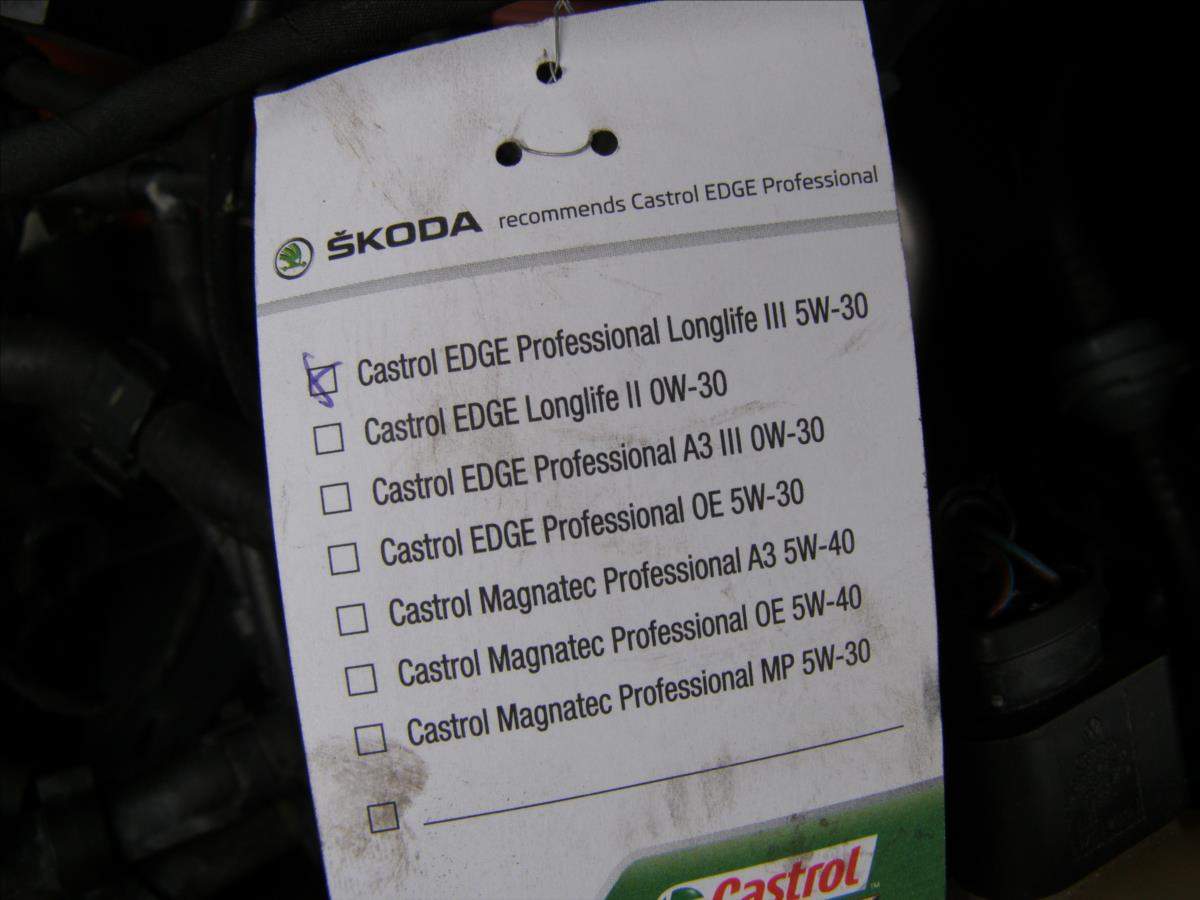 ŠKODA recommends Castrol EDGE Professional
Castrol EDGE Professional Longlife III 5W-30
Castrol EDGE Longlife II 0W-30
Castrol EDGE Professional A3 III 0W-30
Castrol EDGE Professional OE 5W-30
Castrol Magnatec Professional A3 5W-40
Castrol Magnatec Professional OE 5W-40
Castrol Magnatec Professional MP 5W-30
Castrol TM